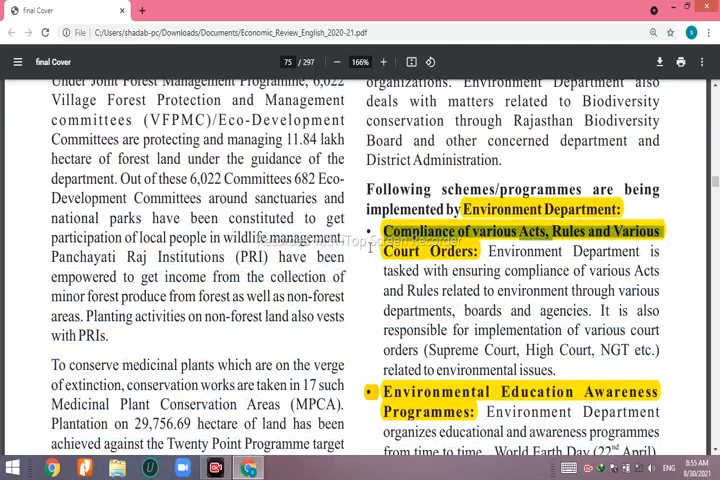 final Cover
File | C:/Users/shadab-pc/Downloads/Documents/Economic_Review_English_2020-21.pdf
final Cover
75 / 297
166%
Under Joint Forest Management Programme, 6,022
Village Forest Protection and Management
committees (VFPMC)/Eco-Development
Committees are protecting and managing 11.84 lakh
hectare of forest land under the guidance of the
department. Out of these 6,022 Committees 682 Eco-
Development Committees around sanctuaries and
national parks have been constituted to get
participation of local people in wildlife management.
Panchayati Raj Institutions (PRI) have been
empowered to get income from the collection of
minor forest produce from forest as well as non-forest
areas. Planting activities on non-forest land also vests
with PRIs.
To conserve medicinal plants which are on the verge
of extinction, conservation works are taken in 17 such
Medicinal Plant Conservation Areas (MPCA).
Plantation on 29,756.69 hectare of land has been
achieved against the Twenty Point Programme target
organizations. Environment Department also
deals with matters related to Biodiversity
conservation through Rajasthan Biodiversity
Board and other concerned department and
District Administration.
Following schemes/programmes are being
implemented by Environment Department:
• Compliance of various Acts, Rules and Various
Court Orders: Environment Department is
tasked with ensuring compliance of various Acts
and Rules related to environment through various
departments, boards and agencies. It is also
responsible for implementation of various court
orders (Supreme Court, High Court, NGT etc.)
related to environmental issues.
• Environmental Education Awareness
Programmes: Environment Department
organizes educational and awareness programmes
from time to time. World Earth Day (22nd April)
Top Screen Recorder
8:55 AM
8/30/2021